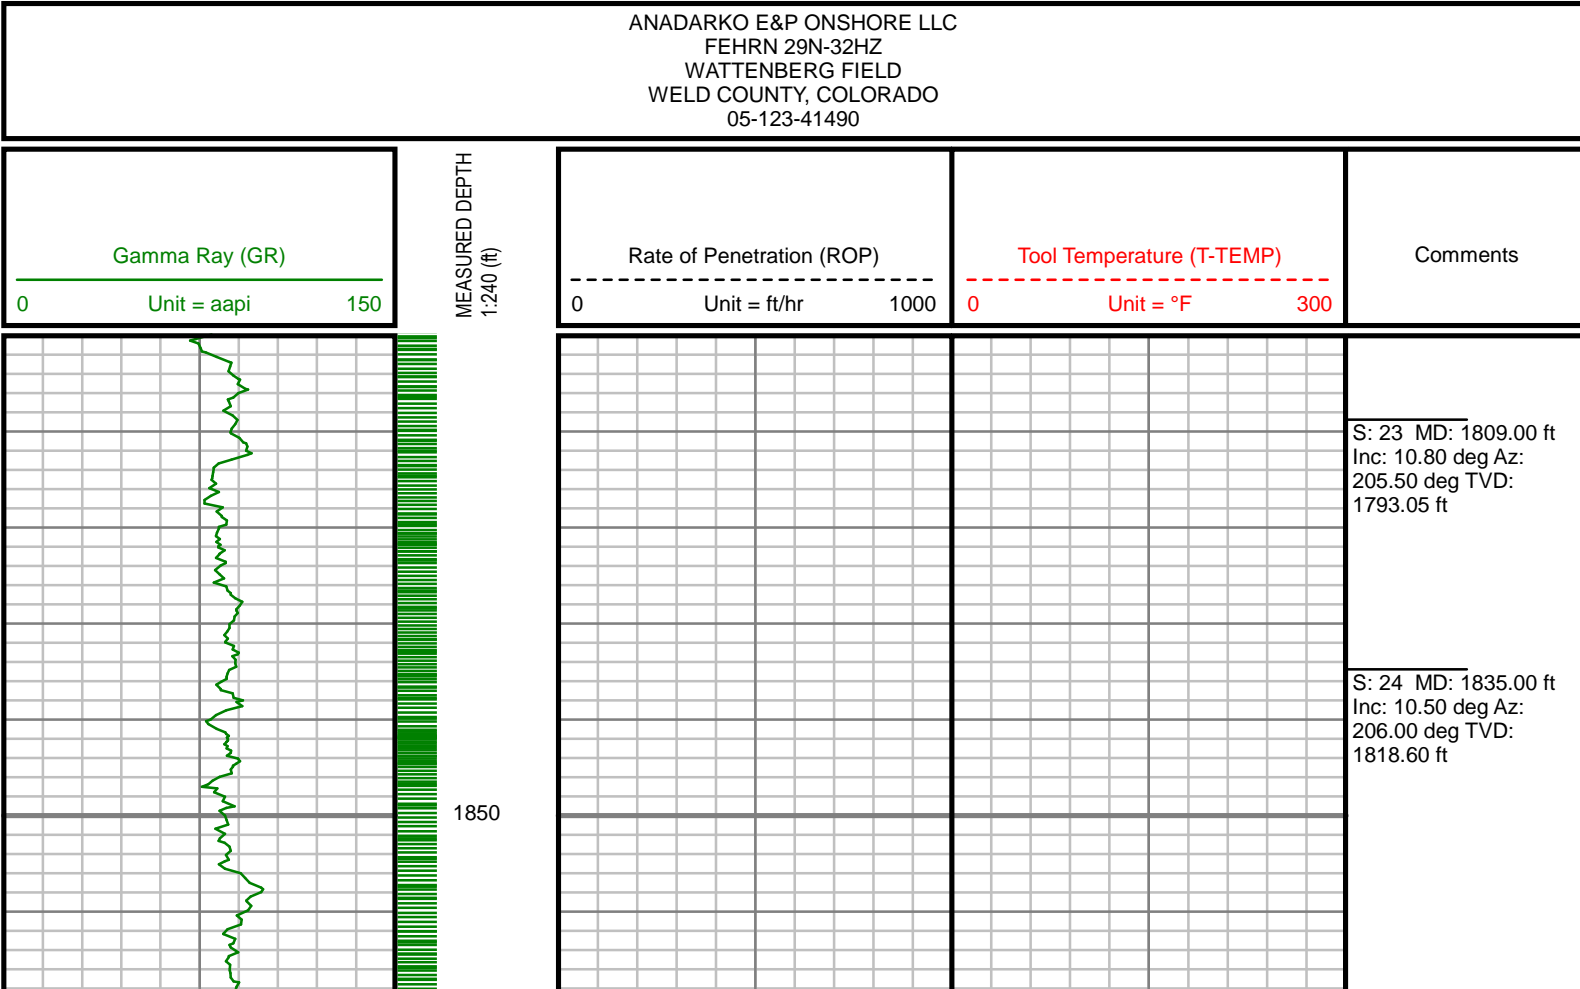 ANADARKO E&P ONSHORE LLC
FEHRN 29N-32HZ
WATTENBERG FIELD
WELD COUNTY, COLORADO
05-123-41490
Gamma Ray (GR)
0 Unit = aapi 150
MEASURED DEPTH
1:240 (ft)
Rate of Penetration (ROP)
0 Unit = ft/hr 1000
Tool Temperature (T-TEMP)
0 Unit = °F 300
Comments
S: 23 MD: 1809.00 ft
Inc: 10.80 deg Az:
205.50 deg TVD:
1793.05 ft
S: 24 MD: 1835.00 ft
Inc: 10.50 deg Az:
206.00 deg TVD:
1818.60 ft
1850